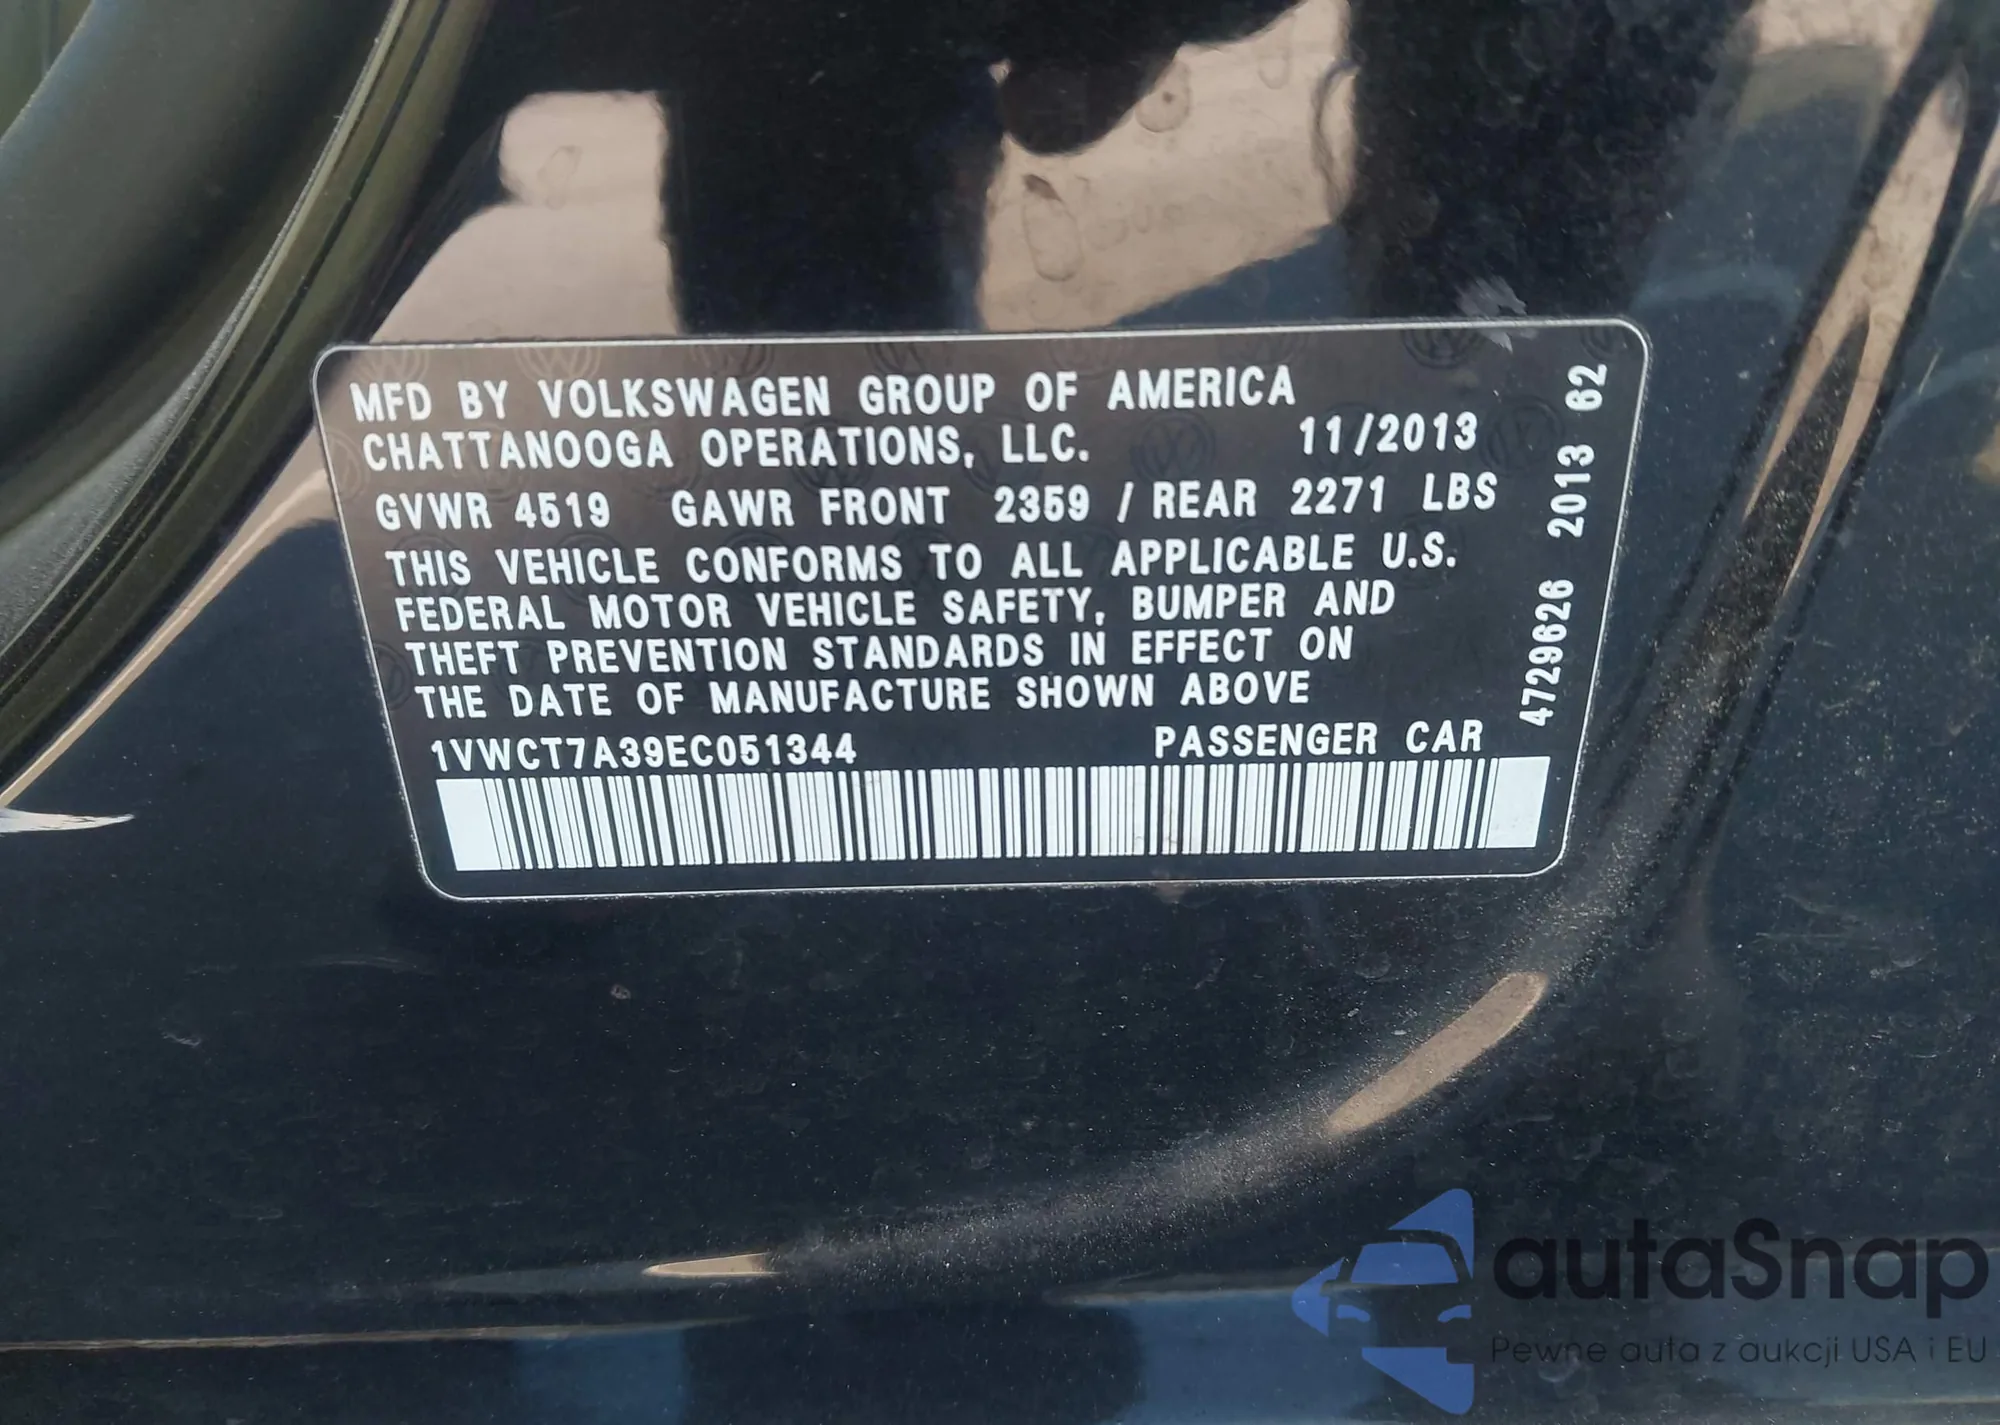 MFD BY VOLKSWAGEN GROUP OF AMERICA
CHATTANOOGA OPERATIONS, LLC. 11/2013
GVWR 4519 GAWR FRONT 2359 / REAR 2271 LBS
THIS VEHICLE CONFORMS TO ALL APPLICABLE U.S.
FEDERAL MOTOR VEHICLE SAFETY, BUMPER AND
THEFT PREVENTION STANDARDS IN EFFECT ON
THE DATE OF MANUFACTURE SHOWN ABOVE
1VWCT7A39EC051344 PASSENGER CAR
4729626 2013 62
autaSnap
Pewne auta z aukcji USA i EU